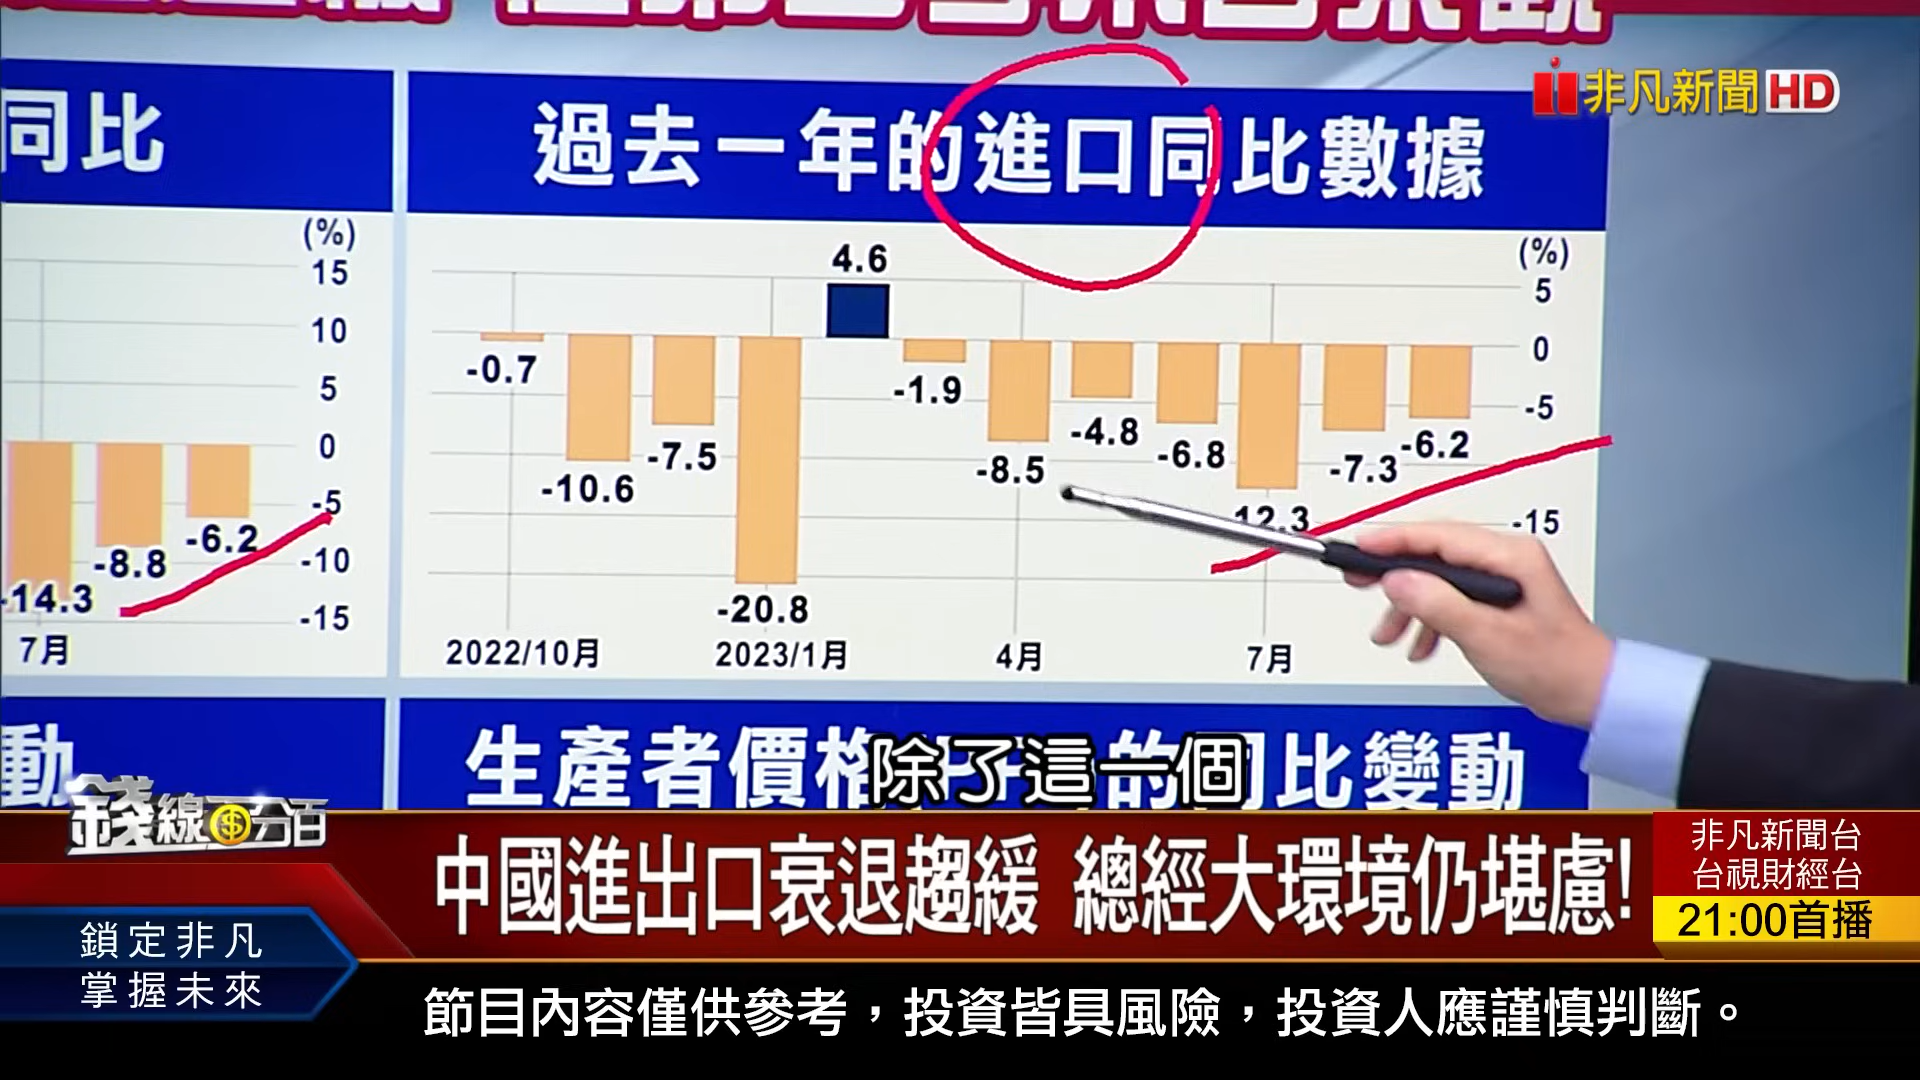 非凡新聞HD
同比
過去一年的進口同比數據
(%)
15
10
5
0
-5
-10
-15
-14.3
-8.8
-6.2
7月
(%)
5
0
-5
-15
4.6
-0.7
-10.6
-7.5
-20.8
-1.9
-8.5
-4.8
-6.8
12.3
-7.3
-6.2
2022/10月
2023/1月
4月
7月
動
生產者價格
的同比變動
除了這一個
錢線百分百
中國進出口衰退趨緩 總經大環境仍堪慮!
非凡新聞台
台視財經台
21:00首播
鎖定非凡
掌握未來
節目內容僅供參考，投資皆具風險，投資人應謹慎判斷。